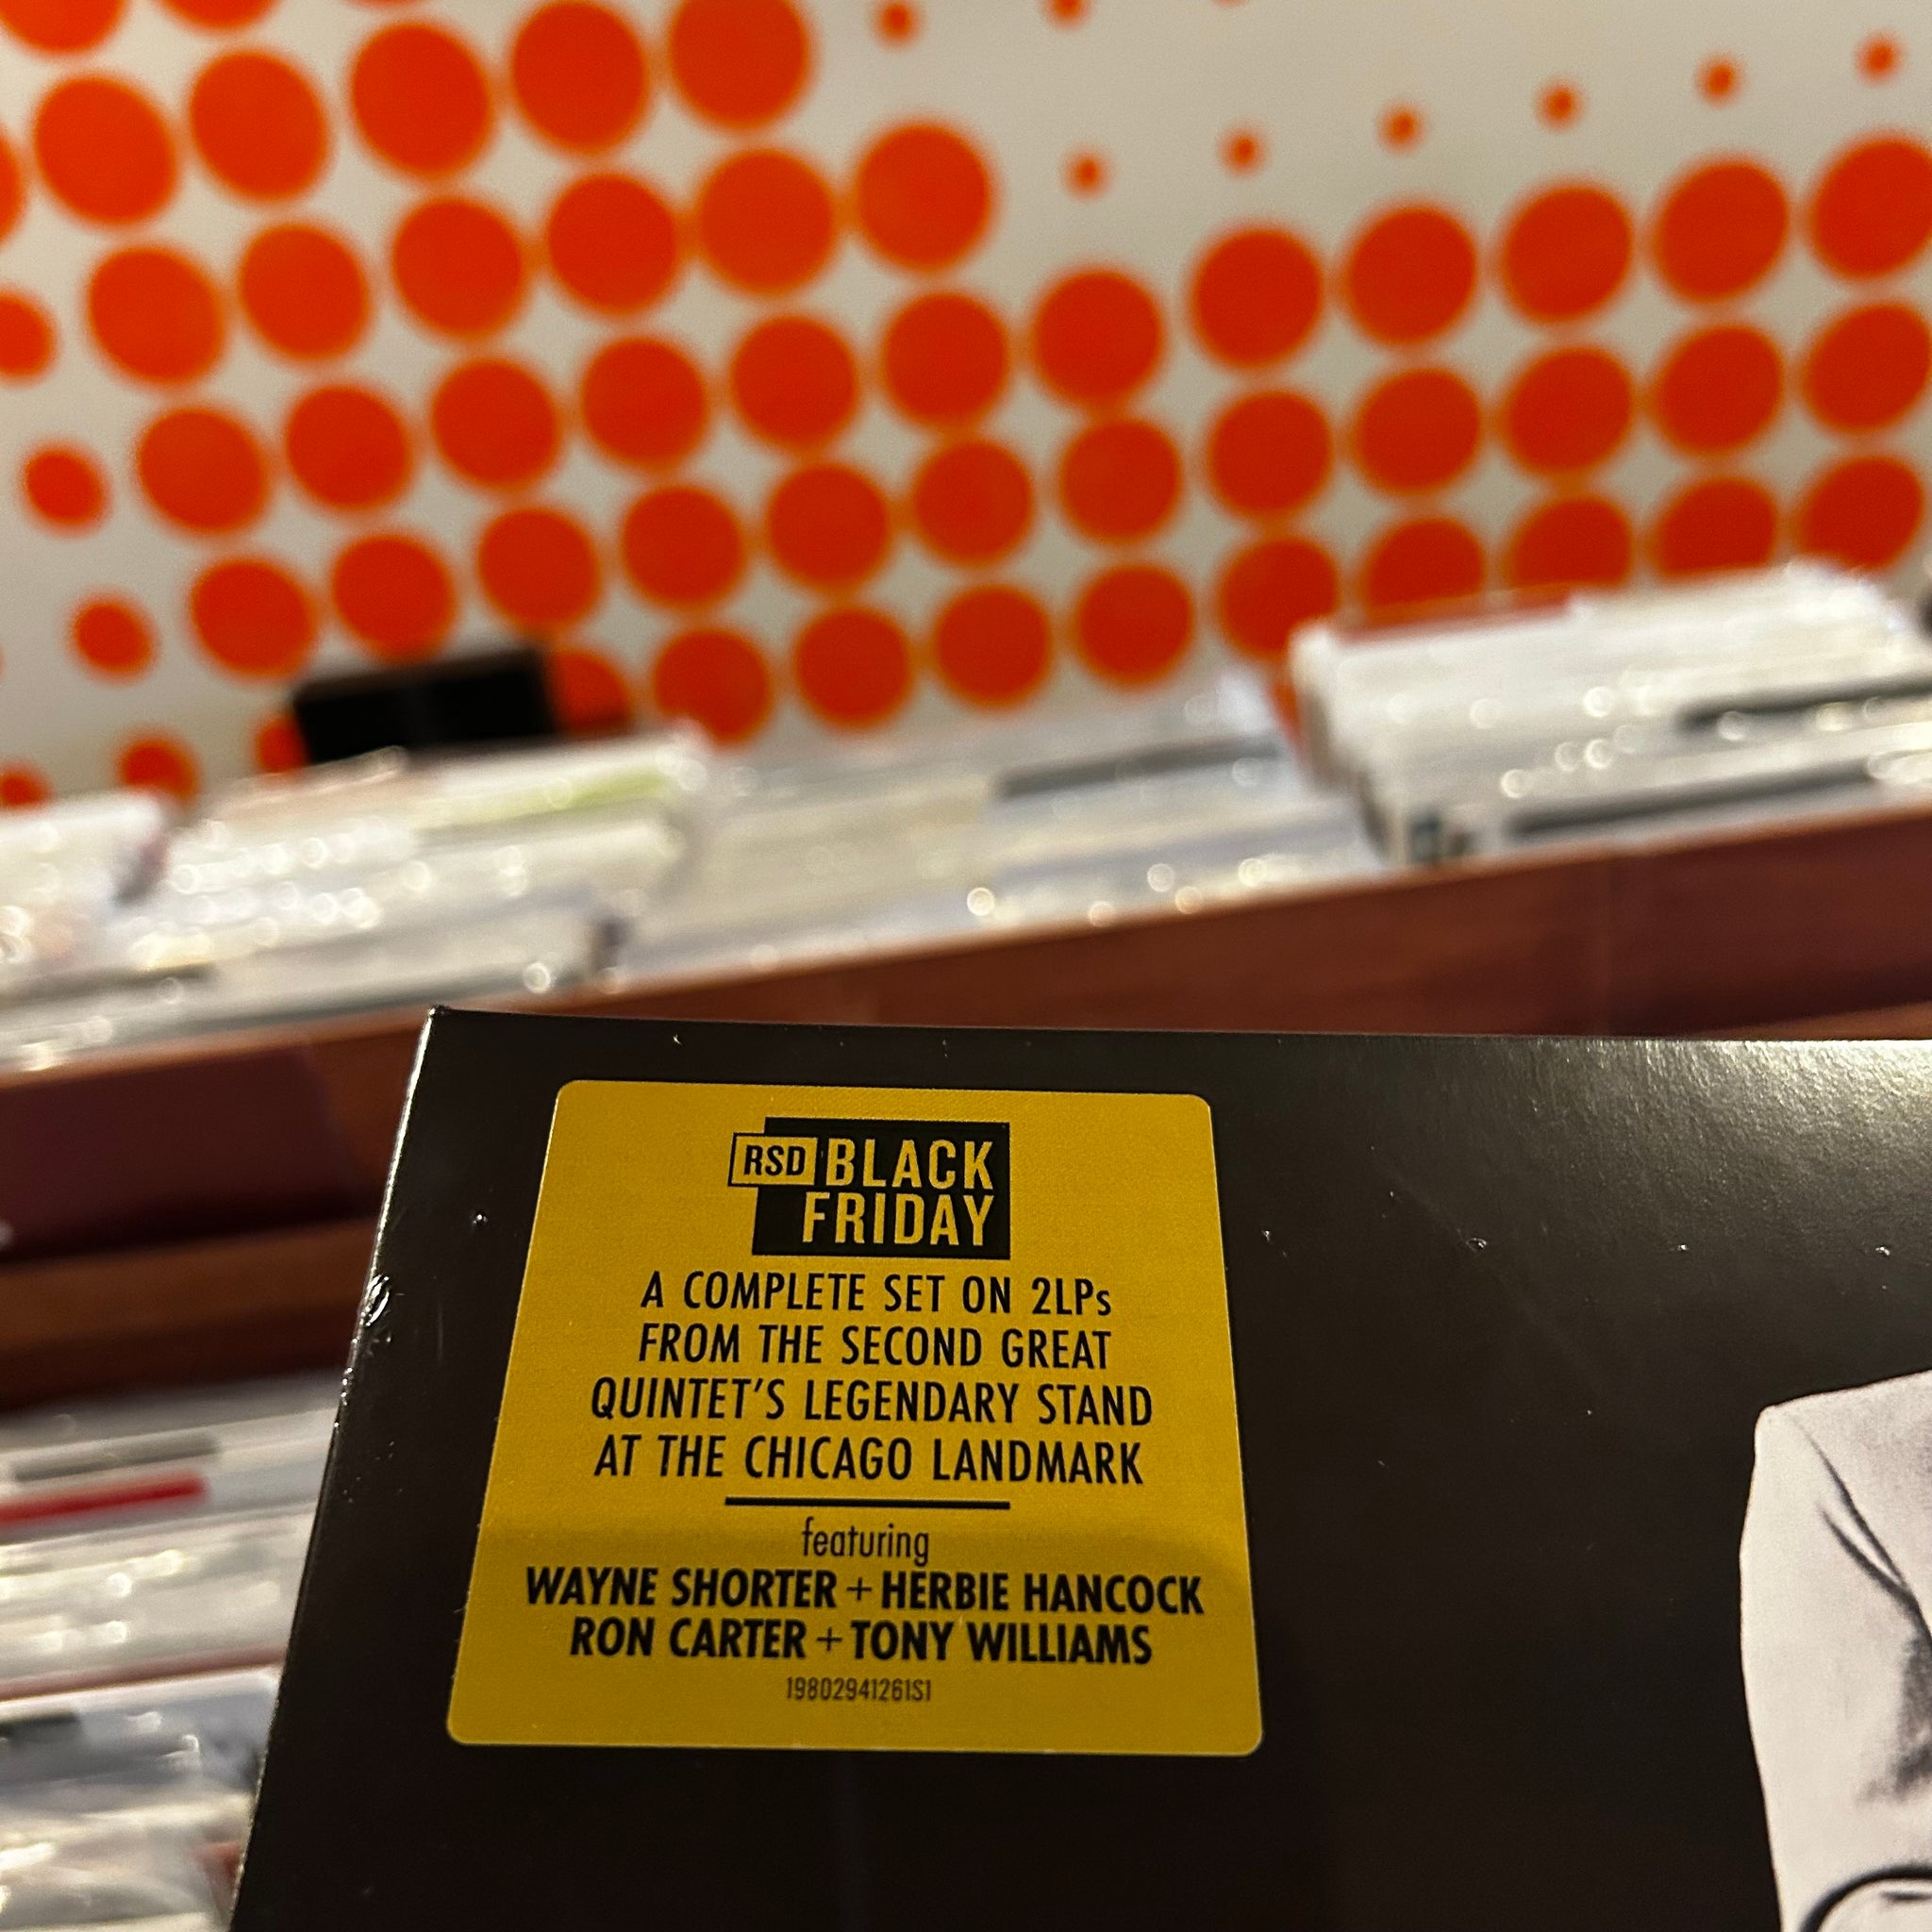 RSD BLACK
FRIDAY
A COMPLETE SET ON 2LPs
FROM THE SECOND GREAT
QUINTET'S LEGENDARY STAND
AT THE CHICAGO LANDMARK
featuring
WAYNE SHORTER + HERBIE HANCOCK
RON CARTER + TONY WILLIAMS
19802941261S1